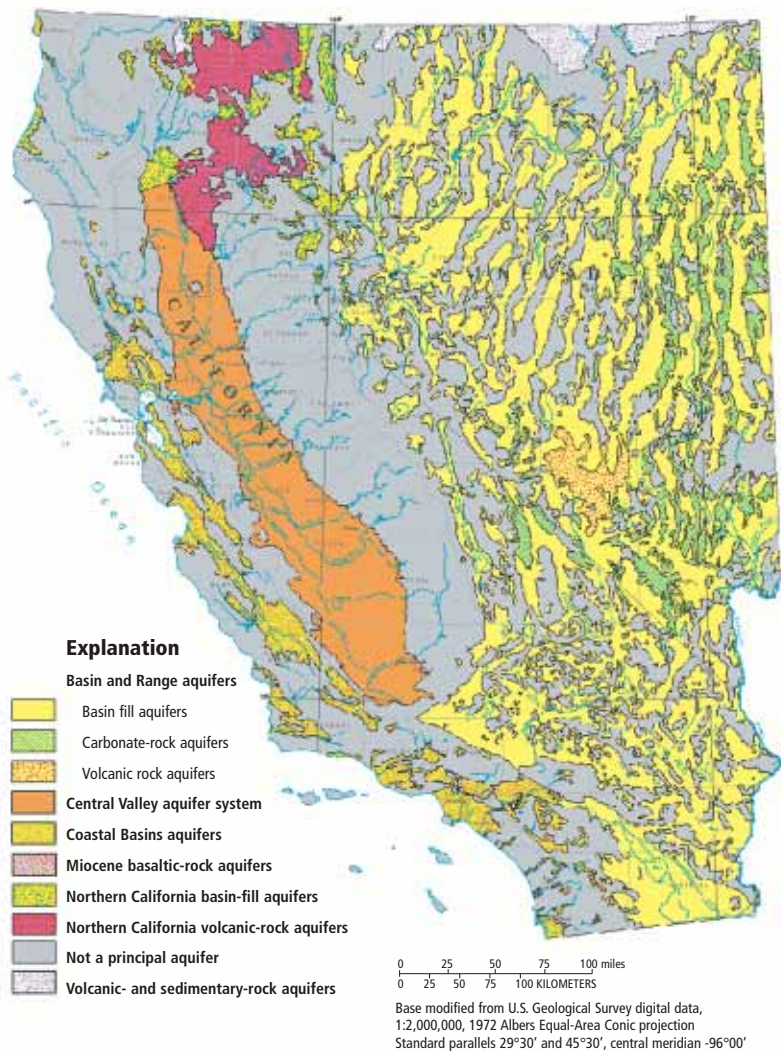 CALIFORNIA
Pacific
Ocean
Explanation
Basin and Range aquifers
Basin fill aquifers
Carbonate-rock aquifers
Volcanic rock aquifers
Central Valley aquifer system
Coastal Basins aquifers
Miocene basaltic-rock aquifers
Northern California basin-fill aquifers
Northern California volcanic-rock aquifers
Not a principal aquifer
Volcanic- and sedimentary-rock aquifers
0 25 50 75 100 miles
0 25 50 75 100 KILOMETERS
Base modified from U.S. Geological Survey digital data,
1:2,000,000, 1972 Albers Equal-Area Conic projection
Standard parallels 29°30’ and 45°30’, central meridian -96°00’